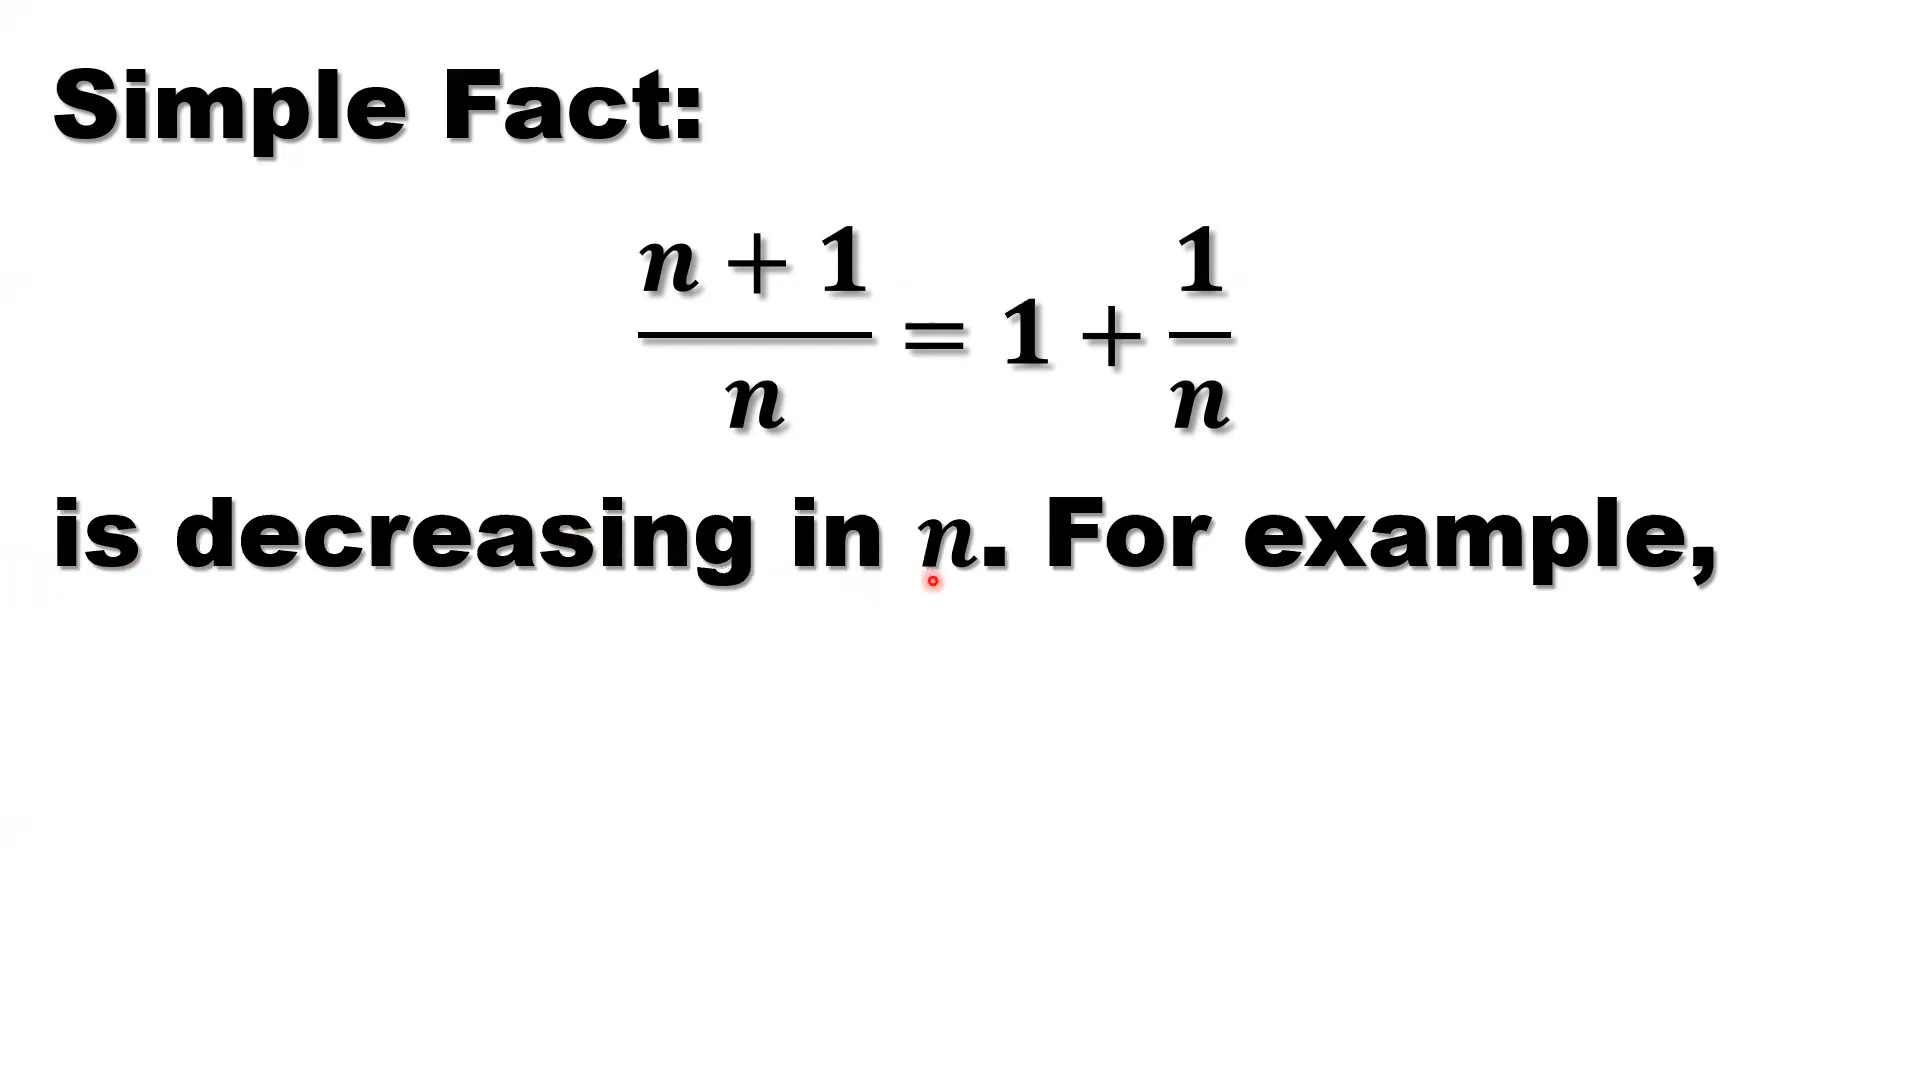 Simple Fact:
(n + 1)/n = 1 + 1/n
is decreasing in n. For example,